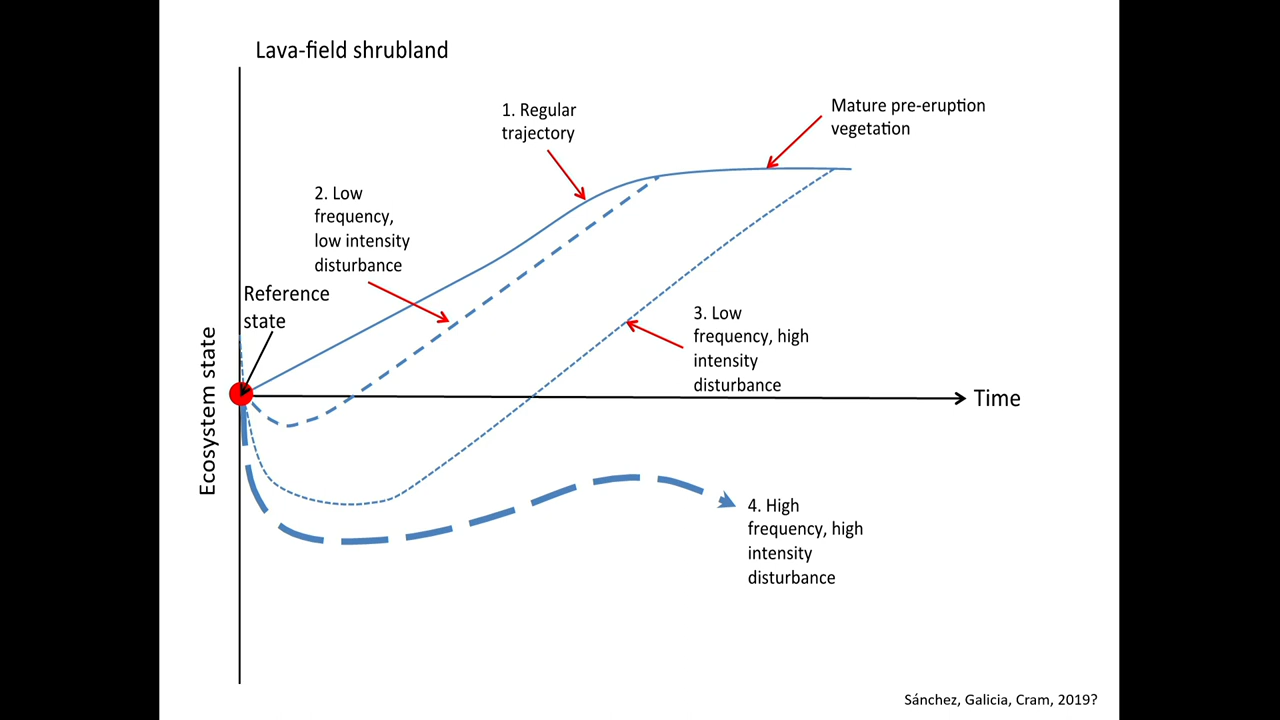 Lava-field shrubland
1. Regular
trajectory
Mature pre-eruption
vegetation
2. Low
frequency,
low intensity
disturbance
Reference
state
3. Low
frequency, high
intensity
disturbance
Ecosystem state
Time
4. High
frequency, high
intensity
disturbance
Sánchez, Galicia, Cram, 2019?